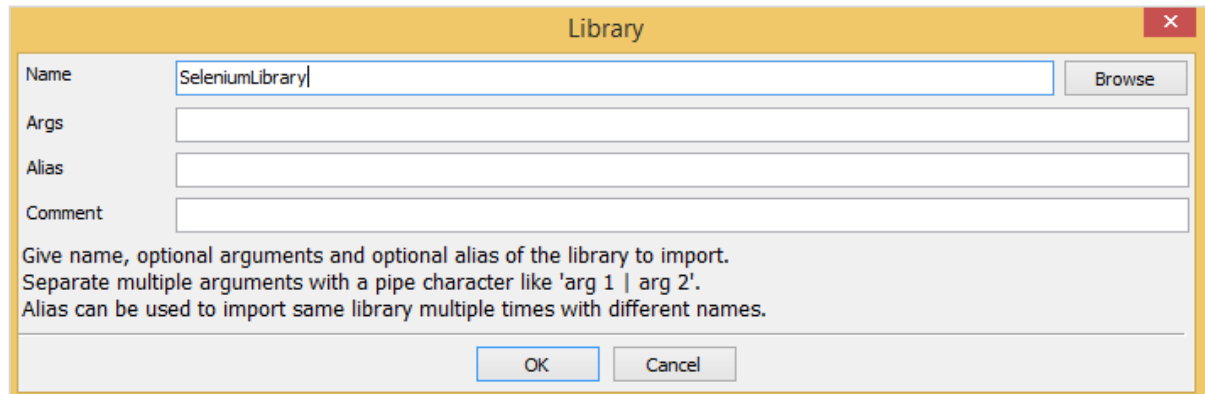 Library
Name SeleniumLibrary Browse
Args
Alias
Comment
Give name, optional arguments and optional alias of the library to import.
Separate multiple arguments with a pipe character like 'arg 1 | arg 2'.
Alias can be used to import same library multiple times with different names.
OK Cancel